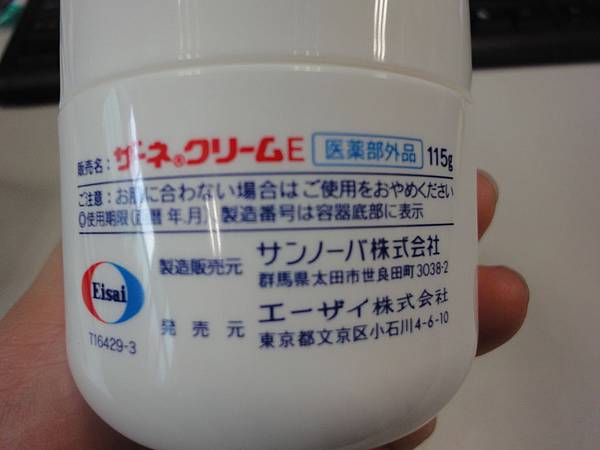 販売名：ザーネ®クリームE 医薬部外品 115g
ご注意：お肌に合わない場合はご使用をおやめください
◎使用期限(西暦 年.月)、製造番号は容器底部に表示
製造販売元 サンノーバ株式会社
群馬県太田市世良田町3038-2
Eisai
発売元 エーザイ株式会社
東京都文京区小石川4-6-10
T16429-3